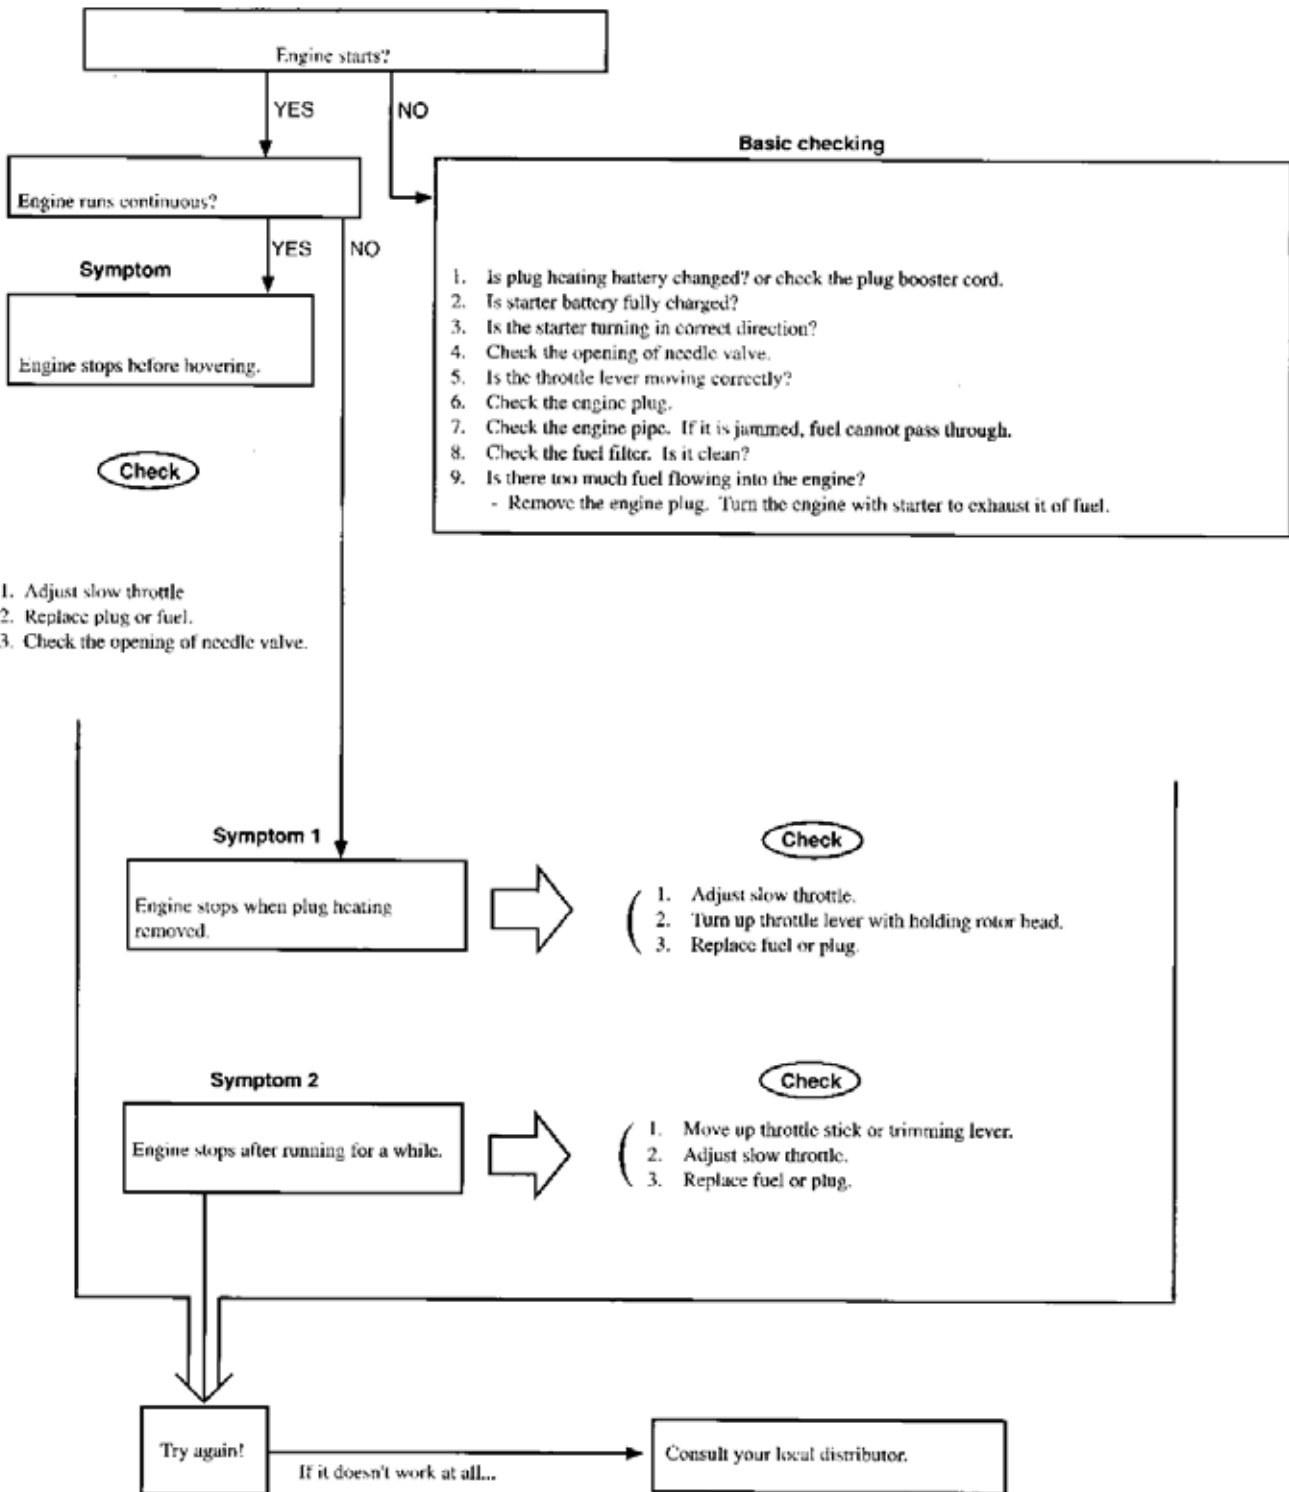 Engine starts?
YES
NO
Basic checking
Engine runs continuous?
YES
NO
Symptom
Engine stops before hovering.
1. Is plug heating battery changed? or check the plug booster cord.
2. Is starter battery fully charged?
3. Is the starter turning in correct direction?
4. Check the opening of needle valve.
5. Is the throttle lever moving correctly?
6. Check the engine plug.
7. Check the engine pipe. If it is jammed, fuel cannot pass through.
8. Check the fuel filter. Is it clean?
9. Is there too much fuel flowing into the engine?
- Remove the engine plug. Turn the engine with starter to exhaust it of fuel.
Check
1. Adjust slow throttle
2. Replace plug or fuel.
3. Check the opening of needle valve.
Symptom 1
Engine stops when plug heating
removed.
Check
1. Adjust slow throttle.
2. Turn up throttle lever with holding rotor head.
3. Replace fuel or plug.
Symptom 2
Engine stops after running for a while.
Check
1. Move up throttle stick or trimming lever.
2. Adjust slow throttle.
3. Replace fuel or plug.
Try again!
If it doesn't work at all...
Consult your local distributor.